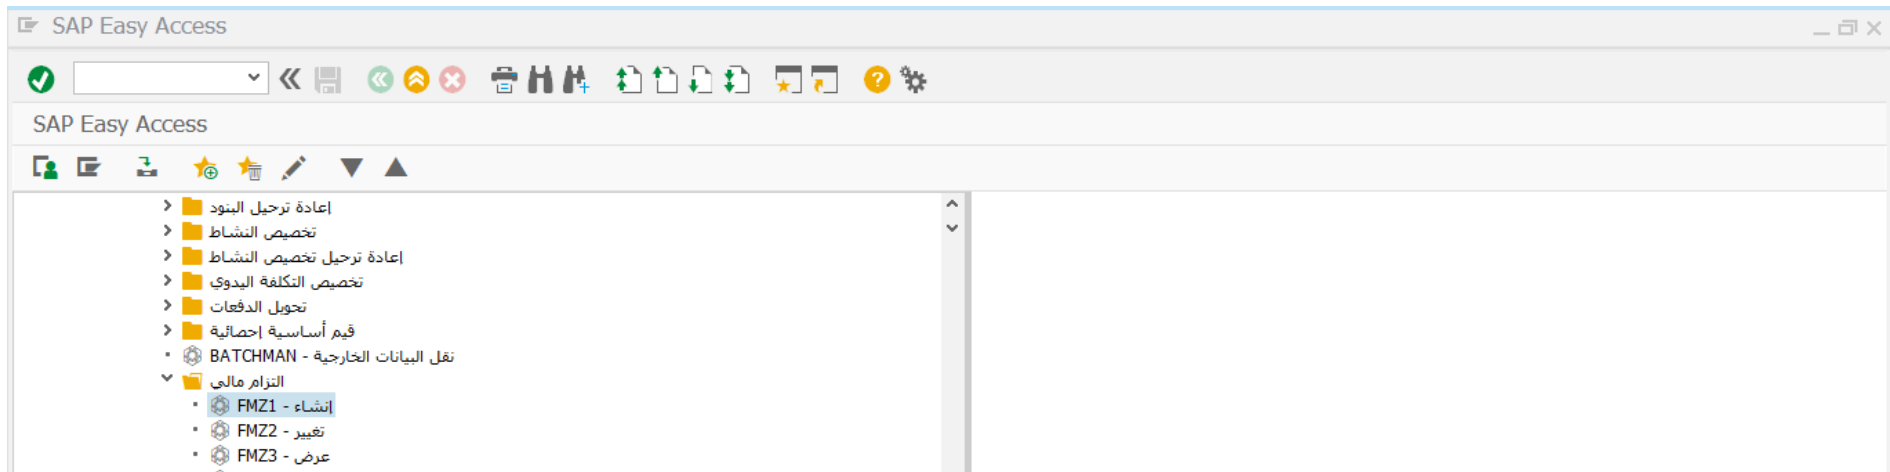 SAP Easy Access
SAP Easy Access
إعادة ترحيل البنود
تخصيص النشاط
إعادة ترحيل تخصيص النشاط
تخصيص التكلفة اليدوي
تحويل الدفعات
قيم أساسية إحصائية
BATCHMAN - نقل البيانات الخارجية
التزام مالي
FMZ1 - إنشاء
FMZ2 - تغيير
FMZ3 - عرض